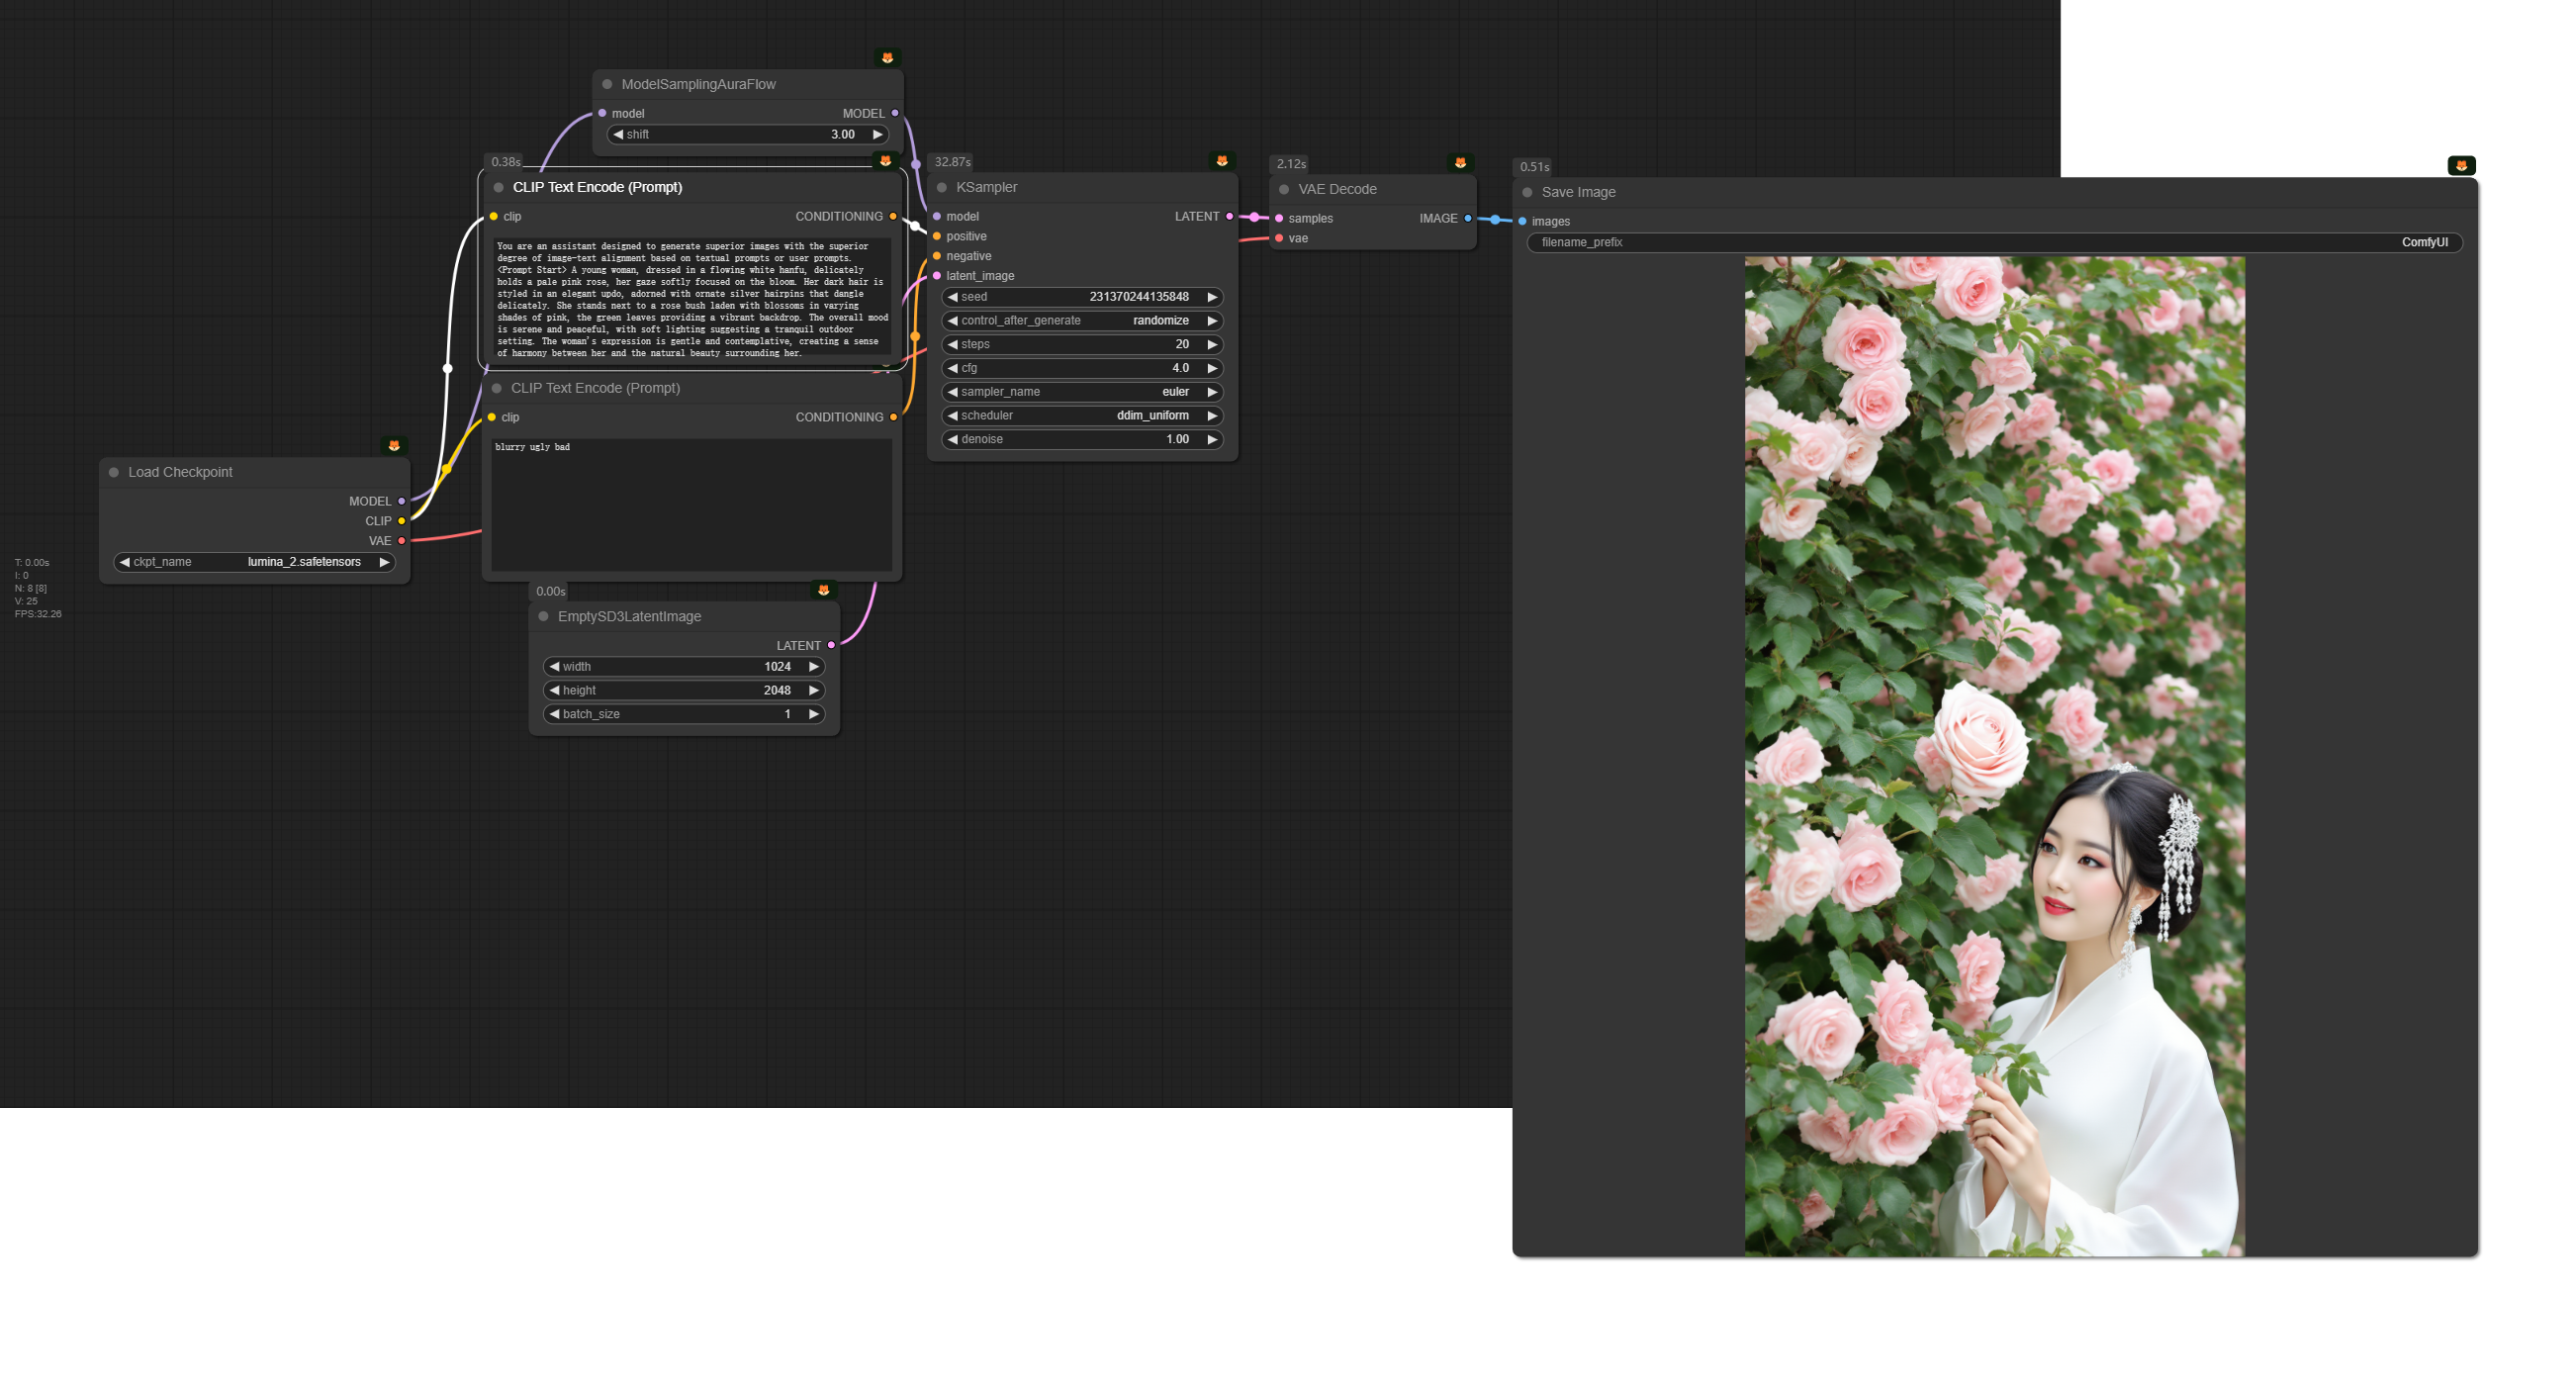 ModelSamplingAuraFlow
model MODEL
shift 3.00
0.38s
CLIP Text Encode (Prompt)
clip CONDITIONING
You are an assistant designed to generate superior images with the superior
degree of image-text alignment based on textual prompts or user prompts.
<Prompt Start> A young woman, dressed in a flowing white hanfu, delicately
holds a pale pink rose, her gaze softly focused on the bloom. Her dark hair is
styled in an elegant updo, adorned with ornate silver hairpins that dangle
delicately. She stands next to a rose bush laden with blossoms in varying
shades of pink, the green leaves providing a vibrant backdrop. The overall mood
is serene and peaceful, with soft lighting suggesting a tranquil outdoor
setting. The woman's expression is gentle and contemplative, creating a sense
of harmony between her and the natural beauty surrounding her.
CLIP Text Encode (Prompt)
clip CONDITIONING
blurry ugly bad
Load Checkpoint
MODEL
CLIP
VAE
ckpt_name lumina_2.safetensors
T: 0.00s
I: 0
N: 8 [8]
V: 25
FPS:32.26
0.00s
EmptySD3LatentImage
LATENT
width 1024
height 2048
batch_size 1
32.87s
KSampler
model LATENT
positive
negative
latent_image
seed 231370244135848
control_after_generate randomize
steps 20
cfg 4.0
sampler_name euler
scheduler ddim_uniform
denoise 1.00
2.12s
VAE Decode
samples IMAGE
vae
0.51s
Save Image
images
filename_prefix ComfyUI